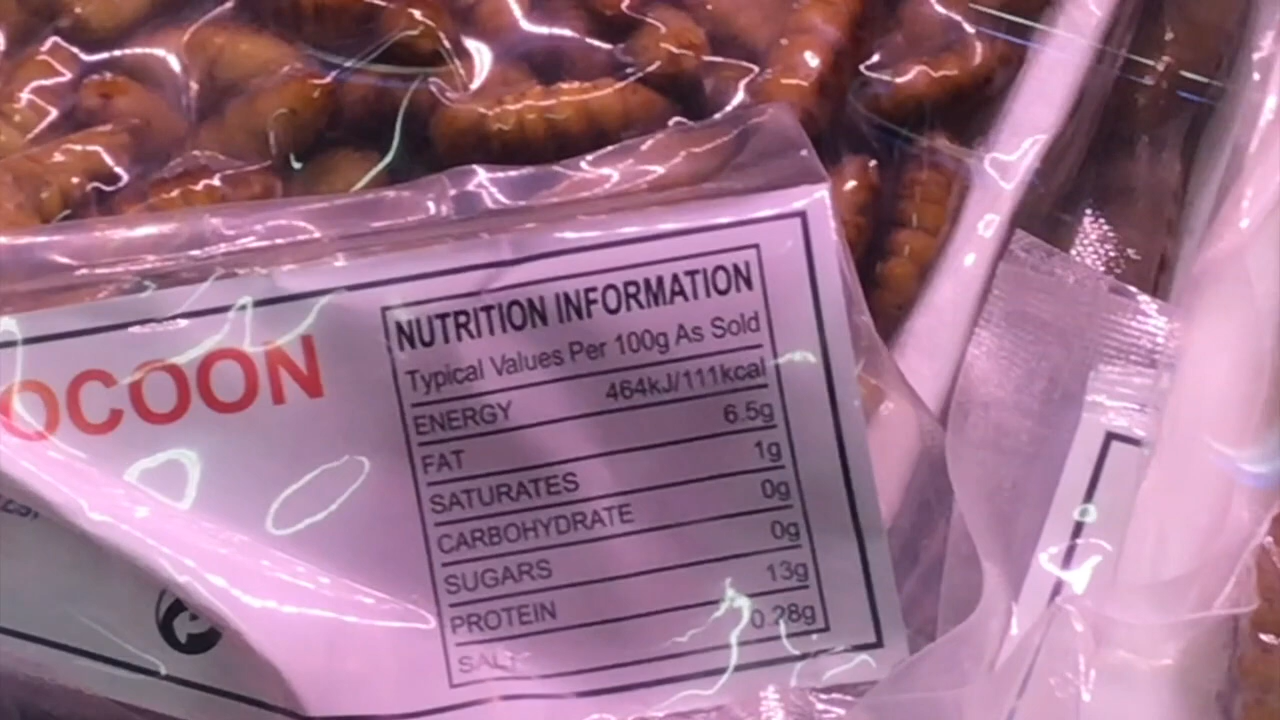 OCOON
NUTRITION INFORMATION
Typical Values Per 100g As Sold
ENERGY 464kJ/111kcal
FAT 6.5g
SATURATES 1g
CARBOHYDRATE 0g
SUGARS 0g
PROTEIN 13g
SALT 0.28g